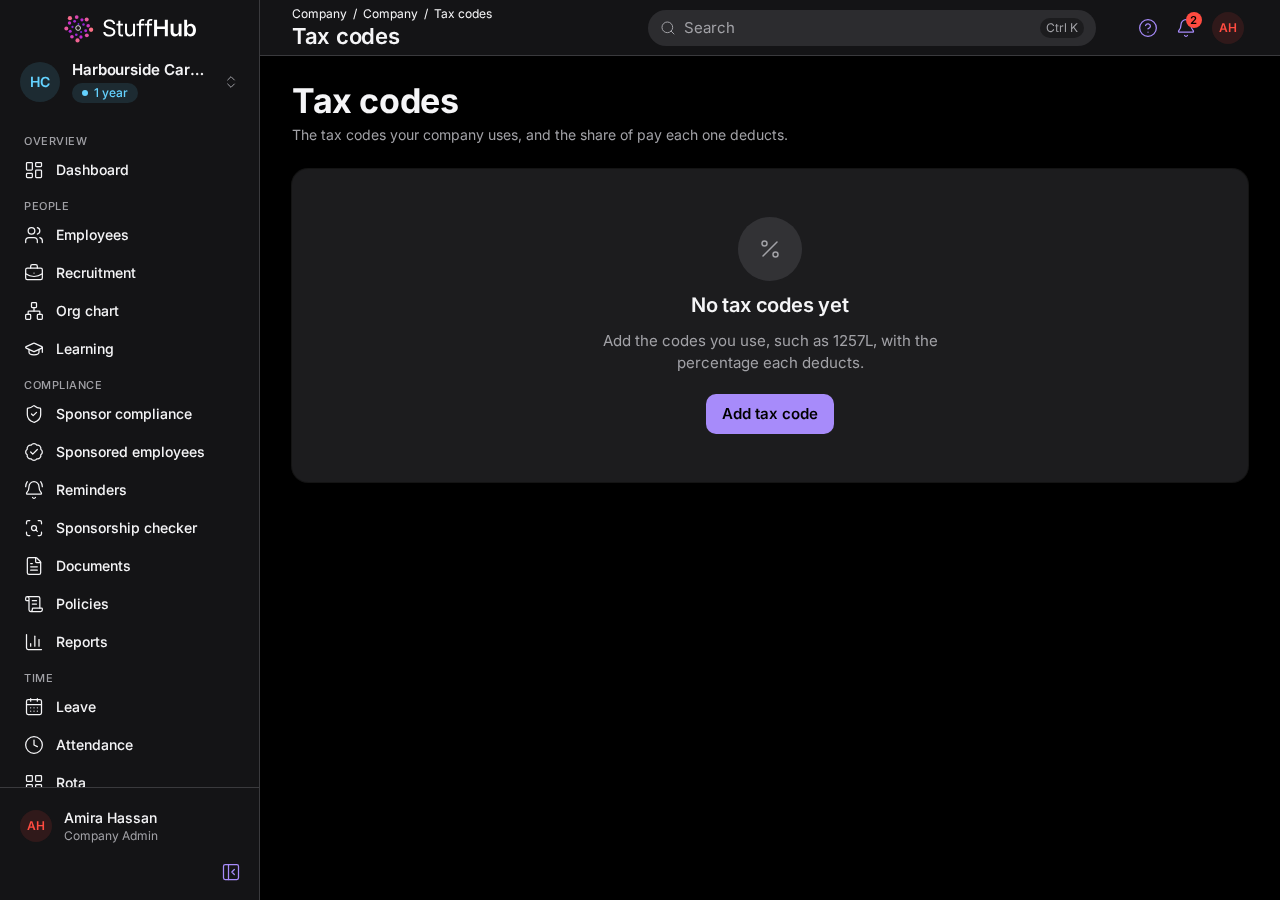 StuffHub
HC
Harbourside Car...
1 year
OVERVIEW
Dashboard
PEOPLE
Employees
Recruitment
Org chart
Learning
COMPLIANCE
Sponsor compliance
Sponsored employees
Reminders
Sponsorship checker
Documents
Policies
Reports
TIME
Leave
Attendance
Rota
AH
Amira Hassan
Company Admin
Company / Company / Tax codes
Tax codes
Search
Ctrl K
2
AH
Tax codes
The tax codes your company uses, and the share of pay each one deducts.
No tax codes yet
Add the codes you use, such as 1257L, with the
percentage each deducts.
Add tax code